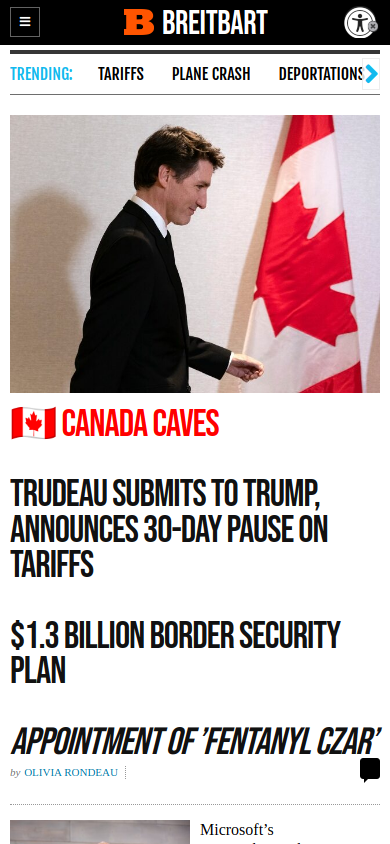 BREITBART
TRENDING: TARIFFS PLANE CRASH DEPORTATIONS
CANADA CAVES
TRUDEAU SUBMITS TO TRUMP,
ANNOUNCES 30-DAY PAUSE ON
TARIFFS
$1.3 BILLION BORDER SECURITY
PLAN
APPOINTMENT OF ’FENTANYL CZAR’
by OLIVIA RONDEAU
Microsoft’s